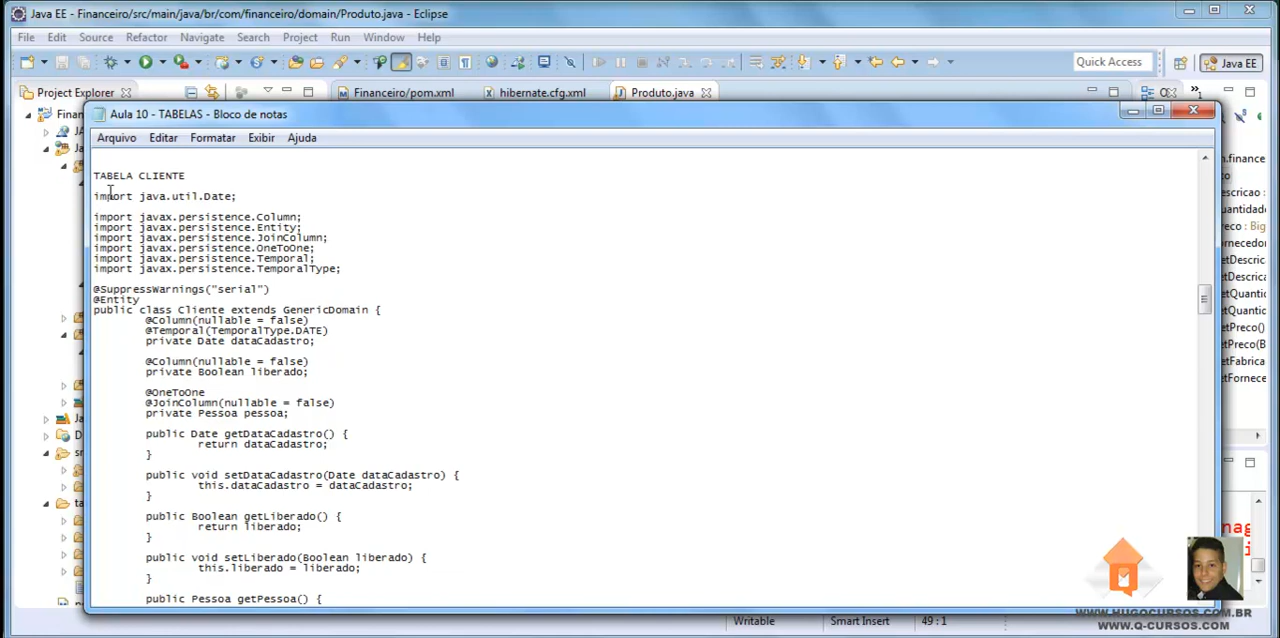 Java EE - Financeiro/src/main/java/br/com/financeiro/domain/Produto.java - Eclipse
File Edit Source Refactor Navigate Search Project Run Window Help
Quick Access
Java EE
Project Explorer
Financeiro/pom.xml
hibernate.cfg.xml
Produto.java
Aula 10 - TABELAS - Bloco de notas
Arquivo Editar Formatar Exibir Ajuda
TABELA CLIENTE
import java.util.Date;
import javax.persistence.Column;
import javax.persistence.Entity;
import javax.persistence.JoinColumn;
import javax.persistence.OneToOne;
import javax.persistence.Temporal;
import javax.persistence.TemporalType;
@SuppressWarnings("serial")
@Entity
public class Cliente extends GenericDomain {
@Column(nullable = false)
@Temporal(TemporalType.DATE)
private Date dataCadastro;
@Column(nullable = false)
private Boolean liberado;
@OneToOne
@JoinColumn(nullable = false)
private Pessoa pessoa;
public Date getDataCadastro() {
return dataCadastro;
}
public void setDataCadastro(Date dataCadastro) {
this.dataCadastro = dataCadastro;
}
public Boolean getLiberado() {
return liberado;
}
public void setLiberado(Boolean liberado) {
this.liberado = liberado;
}
public Pessoa getPessoa() {
Writable
Smart Insert
49 : 1
WWW.HUGOCURSOS.COM.BR
WWW.Q-CURSOS.COM